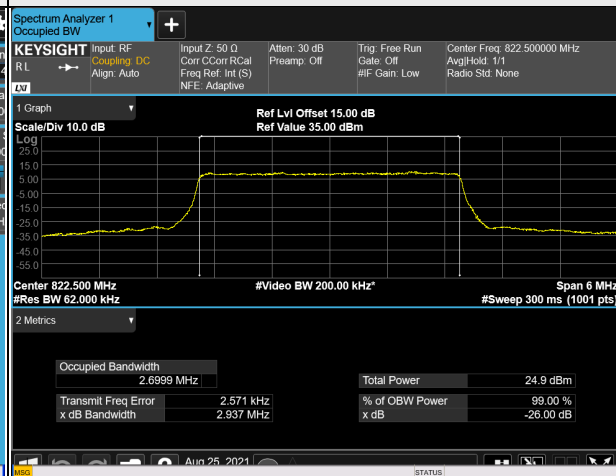 Spectrum Analyzer 1
Occupied BW
KEYSIGHT
RL
LXI
Input: RF
Coupling: DC
Align: Auto
Input Z: 50 Ω
Corr CCorr RCal
Freq Ref: Int (S)
NFE: Adaptive
Atten: 30 dB
Preamp: Off
Trig: Free Run
Gate: Off
#IF Gain: Low
Center Freq: 822.500000 MHz
Avg|Hold: 1/1
Radio Std: None
1 Graph
Scale/Div 10.0 dB
Ref Lvl Offset 15.00 dB
Ref Value 35.00 dBm
Log
25.0
15.0
5.00
-5.00
-15.0
-25.0
-35.0
-45.0
-55.0
Center 822.500 MHz
#Res BW 62.000 kHz
#Video BW 200.00 kHz*
Span 6 MHz
#Sweep 300 ms (1001 pts)
2 Metrics
Occupied Bandwidth
2.6999 MHz
Transmit Freq Error 2.571 kHz
x dB Bandwidth 2.937 MHz
Total Power 24.9 dBm
% of OBW Power 99.00 %
x dB -26.00 dB
Aug 25, 2021
MSG
STATUS